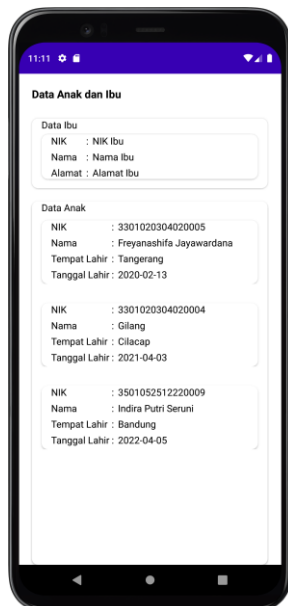 11:11
Data Anak dan Ibu
Data Ibu
NIK : NIK Ibu
Nama : Nama Ibu
Alamat : Alamat Ibu
Data Anak
NIK : 3301020304020005
Nama : Freyanashifa Jayawardana
Tempat Lahir : Tangerang
Tanggal Lahir : 2020-02-13
NIK : 3301020304020004
Nama : Gilang
Tempat Lahir : Cilacap
Tanggal Lahir : 2021-04-03
NIK : 3501052512220009
Nama : Indira Putri Seruni
Tempat Lahir : Bandung
Tanggal Lahir : 2022-04-05